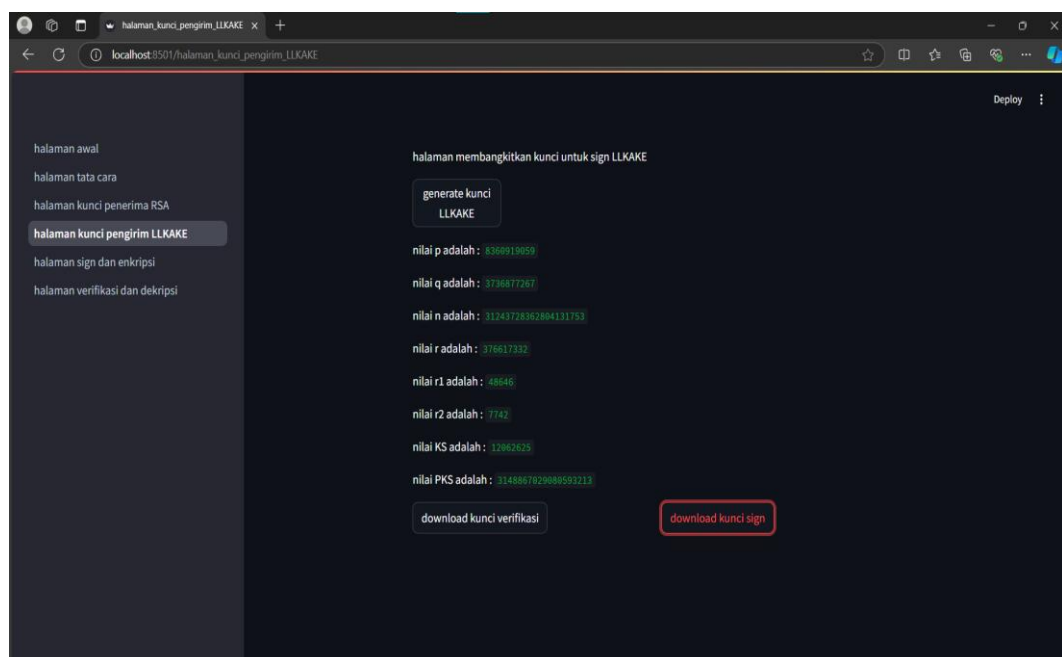 halaman_kunci_pengirim_LLKAKE
localhost:8501/halaman_kunci_pengirim_LLKAKE
Deploy
halaman awal
halaman tata cara
halaman kunci penerima RSA
halaman kunci pengirim LLKAKE
halaman sign dan enkripsi
halaman verifikasi dan dekripsi
halaman membangkitkan kunci untuk sign LLKAKE
generate kunci
LLKAKE
nilai p adalah : 8360919059
nilai q adalah : 3736877267
nilai n adalah : 31243728362804131753
nilai r adalah : 376617332
nilai r1 adalah : 48646
nilai r2 adalah : 7742
nilai KS adalah : 12062625
nilai PKS adalah : 3148867029080593213
download kunci verifikasi
download kunci sign